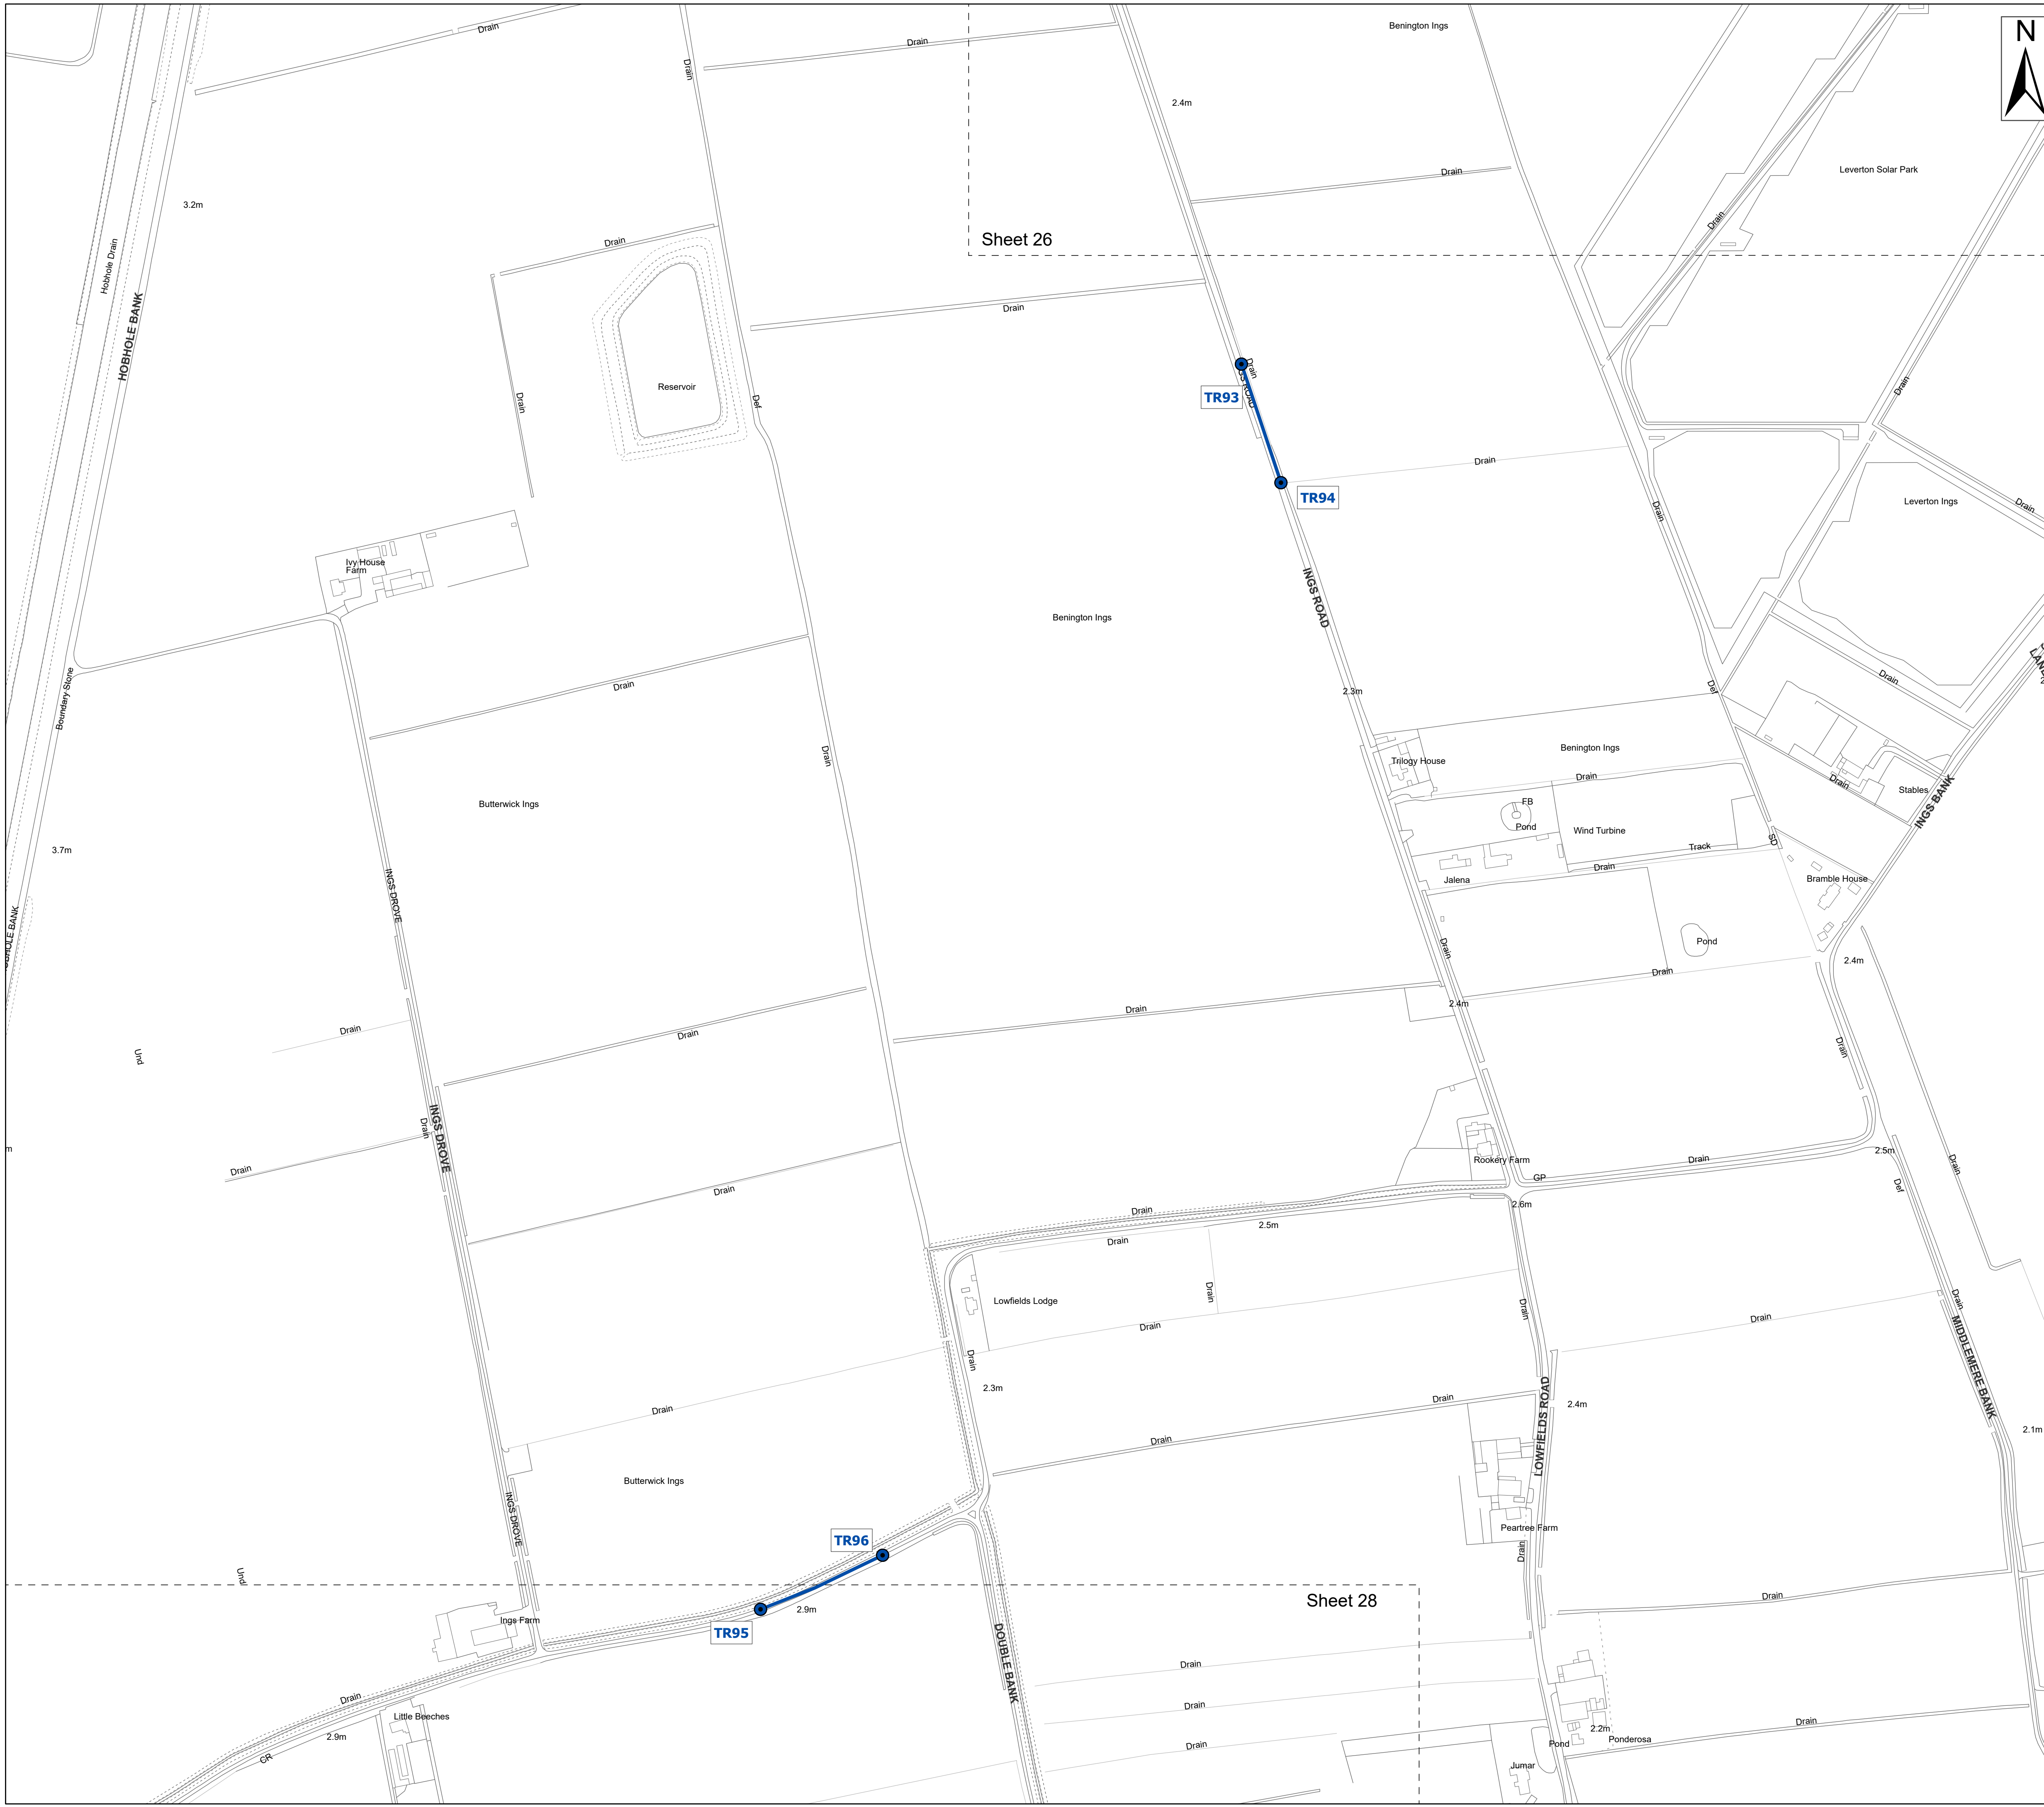 Drain
Benington Ings
N
Drain
Drain
2.4m
Leverton Solar Park
Drain
3.2m
Drain
Sheet 26
Drain
Hobhole Drain
HOBHOLE BANK
Drain
Drain
Reservoir
Drain
Def
TR93
Drain
Drain
TR94
Leverton Ings
Drain
Drain
Ivy House
Farm
INGS ROAD
Benington Ings
Boundary Stone
Drain
2.3m
Def
Drain
Drain
Trilogy House
Benington Ings
Drain
Drain
Stables
INGS BANK
Butterwick Ings
FB
Pond
Wind Turbine
SD
Track
Drain
3.7m
Jalena
Bramble House
INGS DROVE
Pond
Drain
2.4m
Drain
2.4m
Drain
Drain
Drain
Drain
Und
Drain
INGS DROVE
Drain
Drain
Drain
Rookery Farm
GP
Drain
2.5m
Def
Drain
2.6m
Drain
2.5m
Drain
Lowfields Lodge
Drain
Drain
Drain
Drain
Drain
Drain
MIDDLEMERE BANK
2.3m
Drain
Drain
LOWFIELDS ROAD
2.4m
2.1m
Drain
Drain
Butterwick Ings
INGS DROVE
Peartree Farm
Drain
TR96
Und
Sheet 28
Drain
2.9m
TR95
Ings Farm
DOUBLE BANK
Drain
Drain
Drain
Little Beeches
2.9m
CR
Drain
Drain
2.2m
Ponderosa
Pond
Jumar